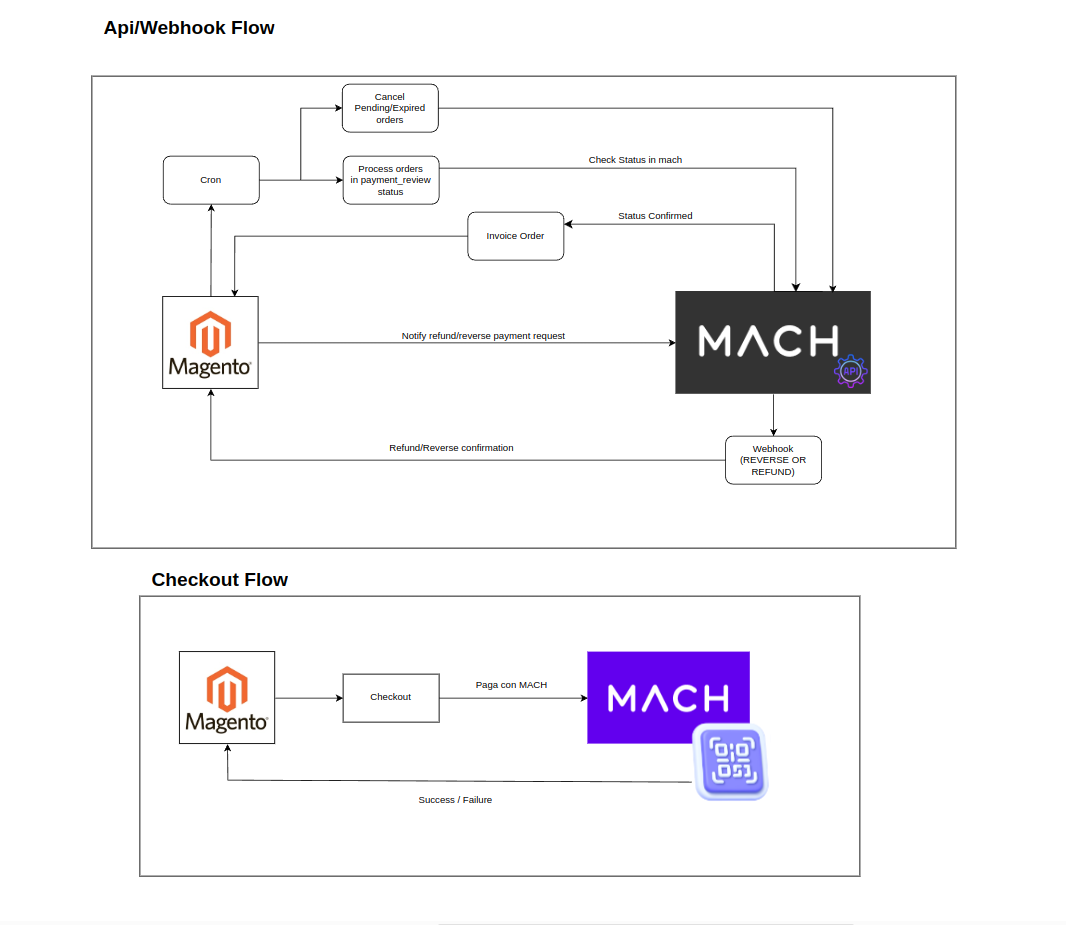 Api/Webhook Flow
Cancel
Pending/Expired
orders
Cron
Process orders
in payment_review
status
Check Status in mach
Status Confirmed
Invoice Order
Magento
Notify refund/reverse payment request
MACH
API
Refund/Reverse confirmation
Webhook
(REVERSE OR
REFUND)
Checkout Flow
Magento
Checkout
Paga con MACH
MACH
Success / Failure